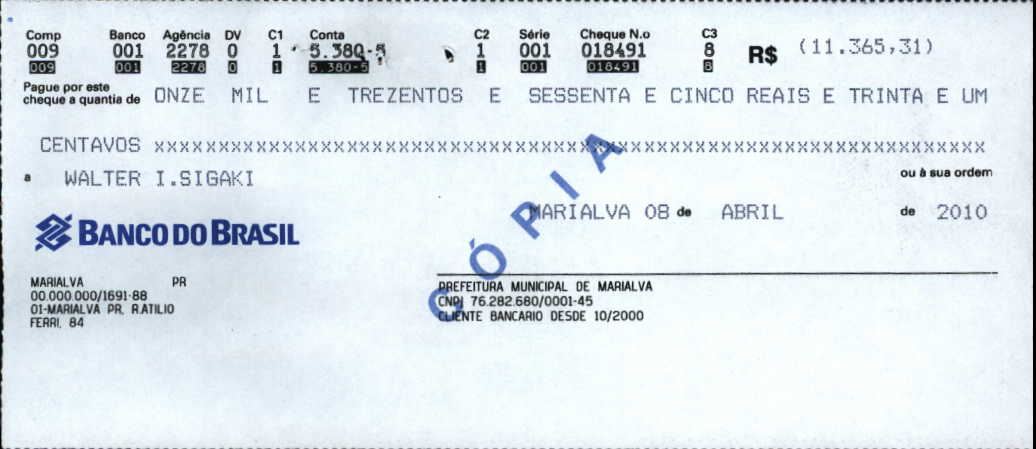 Comp Banco Agência DV C1 Conta C2 Série Cheque N.o C3
009 001 2278 0 1 5.380-5 1 001 018491 8 R$ (11.365,31)
009 001 2278 0 1 5.380-5 1 001 018491 8
Pague por este
cheque a quantia de ONZE MIL E TREZENTOS E SESSENTA E CINCO REAIS E TRINTA E UM
CENTAVOS xxxxxxxxxxxxxxxxxxxxxxxxxxxxxxxxxxxxxxxxxxxxxxxxxxxxxxxxxxxxxxxxxxxxxxxxxx
a WALTER I.SIGAKI ou à sua ordem
MARIALVA 08 de ABRIL de 2010
BANCO DO BRASIL
CÓPIA
MARIALVA PR
00.000.000/1691-88
01-MARIALVA PR, R.ATILIO
FERRI, 84
PREFEITURA MUNICIPAL DE MARIALVA
CNPJ 76.282.680/0001-45
CLIENTE BANCARIO DESDE 10/2000